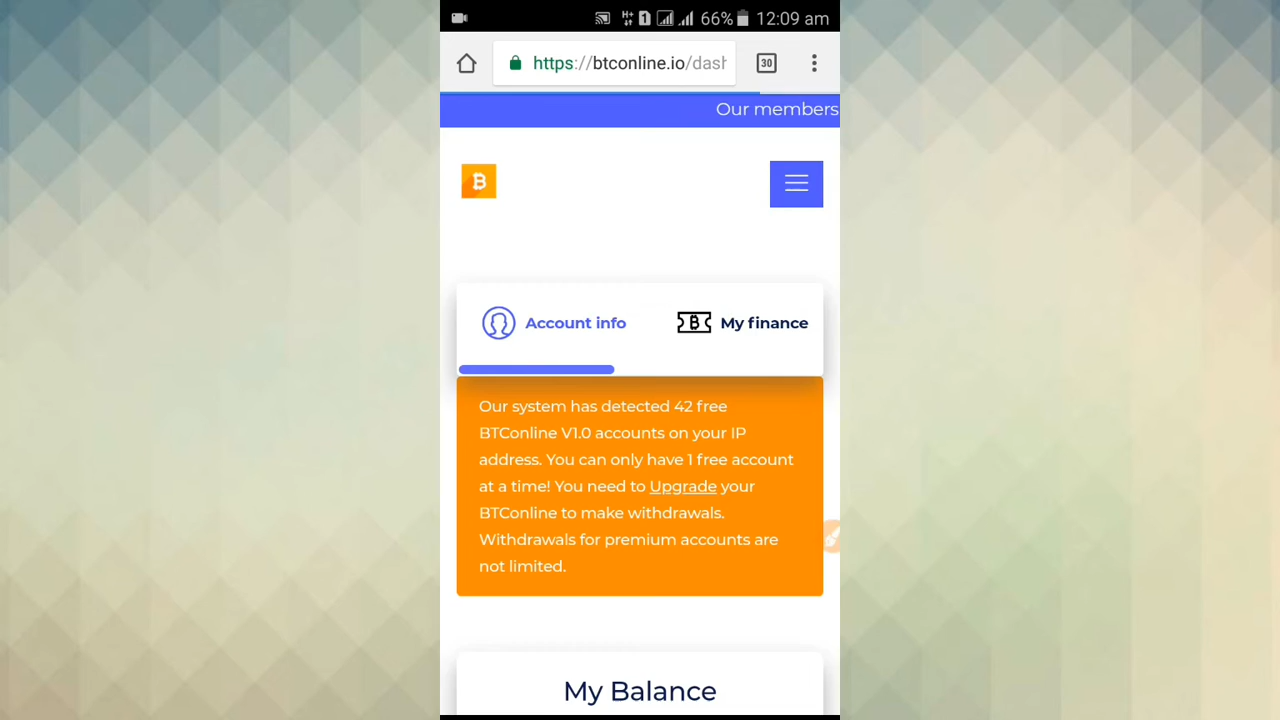 66% 12:09 am
https://btconline.io/dash
30
Our members
Account info
My finance
Our system has detected 42 free
BTConline V1.0 accounts on your IP
address. You can only have 1 free account
at a time! You need to Upgrade your
BTConline to make withdrawals.
Withdrawals for premium accounts are
not limited.
My Balance